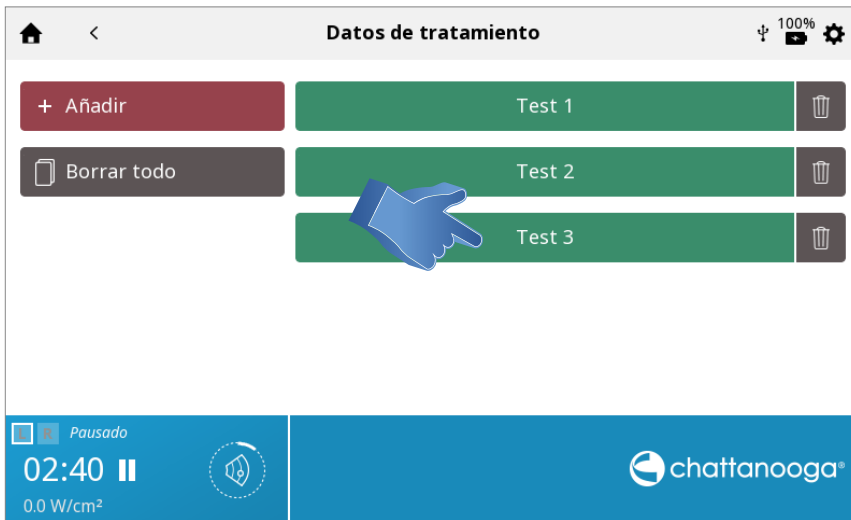 <
Datos de tratamiento
100%
+ Añadir
Test 1
Borrar todo
Test 2
Test 3
L R Pausado
02:40
0.0 W/cm²
chattanooga®